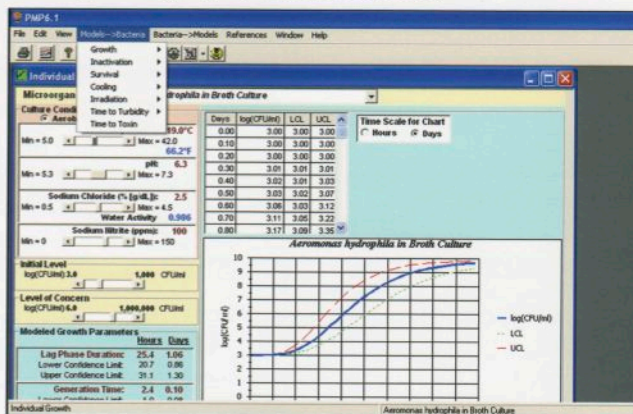 PMP6.1
File Edit View Models-->Bacteria Bacteria-->Models References Window Help
Growth
Inactivation
Survival
Cooling
Irradiation
Time to Turbidity
Time to Toxin
Individual
Microorgan
drophila in Broth Culture
Culture Condi
Aerob
19.0°C
Min = 5.0 Max = 42.0
66.2°F
pH: 6.3
Min = 5.3 Max = 7.3
Sodium Chloride (% [g/dL]): 2.5
Min = 0.5 Max = 4.5
Water Activity 0.986
Sodium Nitrite (ppm): 100
Min = 0 Max = 150
Initial Level
log(CFU/ml) 3.0 1,000 CFU/ml
Level of Concern
log(CFU/ml) 6.0 1,000,000 CFU/ml
Modeled Growth Parameters
Hours Days
Lag Phase Duration: 25.4 1.06
Lower Confidence Limit: 20.7 0.86
Upper Confidence Limit: 31.1 1.30
Generation Time: 2.4 0.10
Days log(CFU/ml) LCL UCL
0.00 3.00 3.00 3.00
0.10 3.00 3.00 3.00
0.20 3.00 3.00 3.00
0.30 3.01 3.01 3.01
0.40 3.02 3.01 3.03
0.50 3.03 3.02 3.07
0.60 3.06 3.03 3.12
0.70 3.11 3.05 3.22
0.80 3.17 3.09 3.35
Time Scale for Chart
Hours Days
Aeromonas hydrophila in Broth Culture
log(CFU/ml)
10
9
8
7
6
5
4
3
2
1
0
log(CFU/ml)
LCL
UCL
Individual Growth
Aeromonas hydrophila in Broth Culture